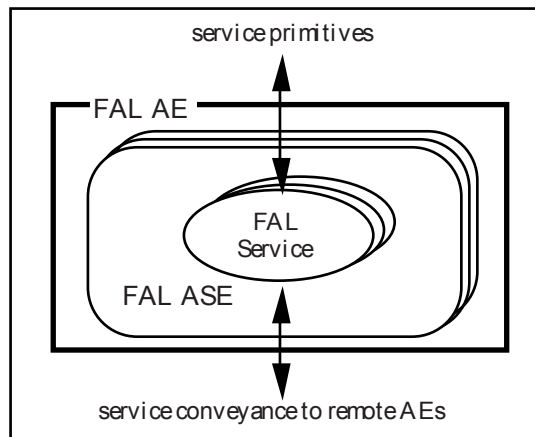 service primitives
FAL AE
FAL
Service
FAL ASE
service conveyance to remote AEs